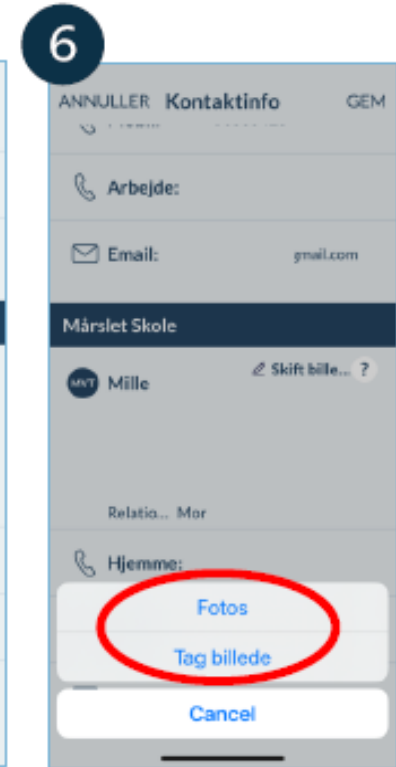 6
ANNULLER Kontaktinfo GEM
Arbejde:
Email: gmail.com
Mårslet Skole
MVT Mille
Skift bille... ?
Relatio... Mor
Hjemme:
Fotos
Tag billede
Cancel